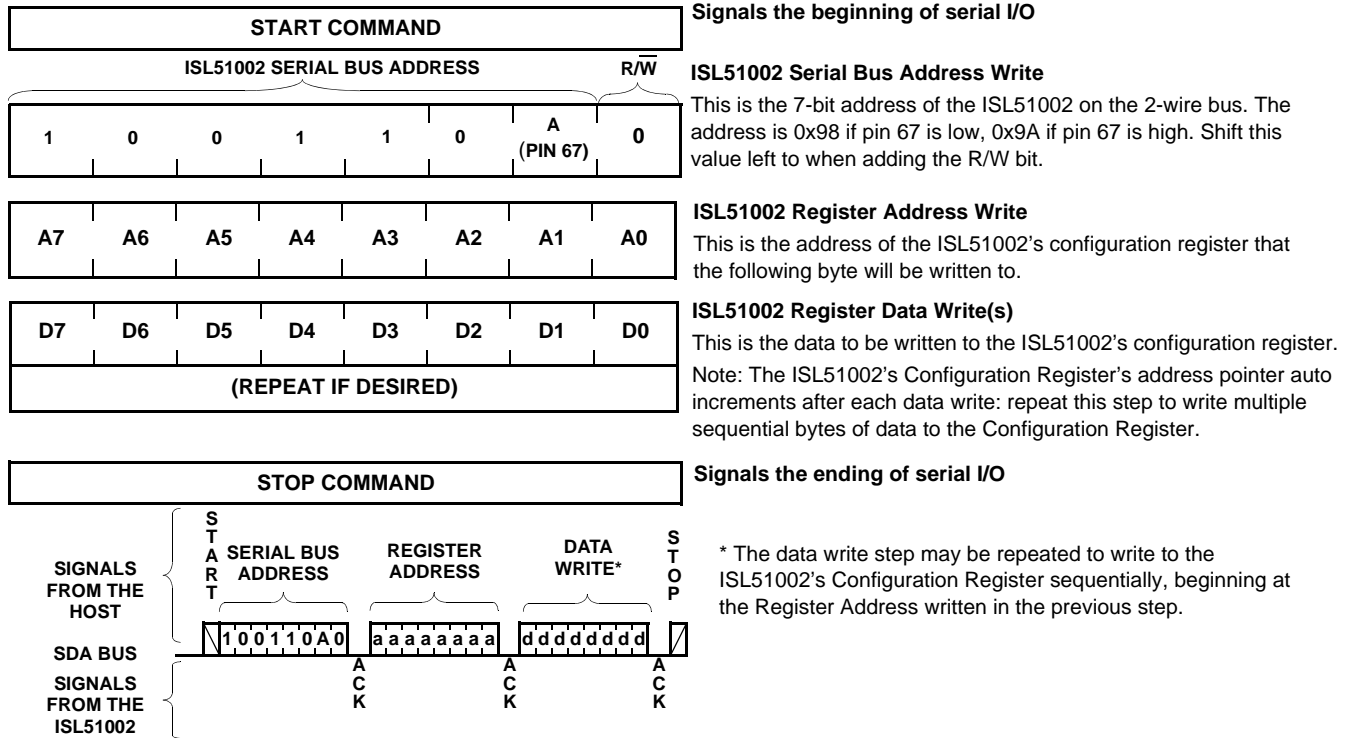 START COMMAND
Signals the beginning of serial I/O
ISL51002 SERIAL BUS ADDRESS
R/W
1 0 0 1 1 0 A (PIN 67) 0
ISL51002 Serial Bus Address Write
This is the 7-bit address of the ISL51002 on the 2-wire bus. The
address is 0x98 if pin 67 is low, 0x9A if pin 67 is high. Shift this
value left to when adding the R/W bit.
A7 A6 A5 A4 A3 A2 A1 A0
ISL51002 Register Address Write
This is the address of the ISL51002's configuration register that
the following byte will be written to.
D7 D6 D5 D4 D3 D2 D1 D0
(REPEAT IF DESIRED)
ISL51002 Register Data Write(s)
This is the data to be written to the ISL51002's configuration register.
Note: The ISL51002's Configuration Register's address pointer auto
increments after each data write: repeat this step to write multiple
sequential bytes of data to the Configuration Register.
STOP COMMAND
Signals the ending of serial I/O
SIGNALS
FROM THE
HOST
START
SERIAL BUS
ADDRESS
REGISTER
ADDRESS
DATA
WRITE*
STOP
* The data write step may be repeated to write to the
ISL51002's Configuration Register sequentially, beginning at
the Register Address written in the previous step.
SDA BUS
1 0 0 1 1 0 A 0
a a a a a a a a
d d d d d d d d
SIGNALS
FROM THE
ISL51002
ACK
ACK
ACK